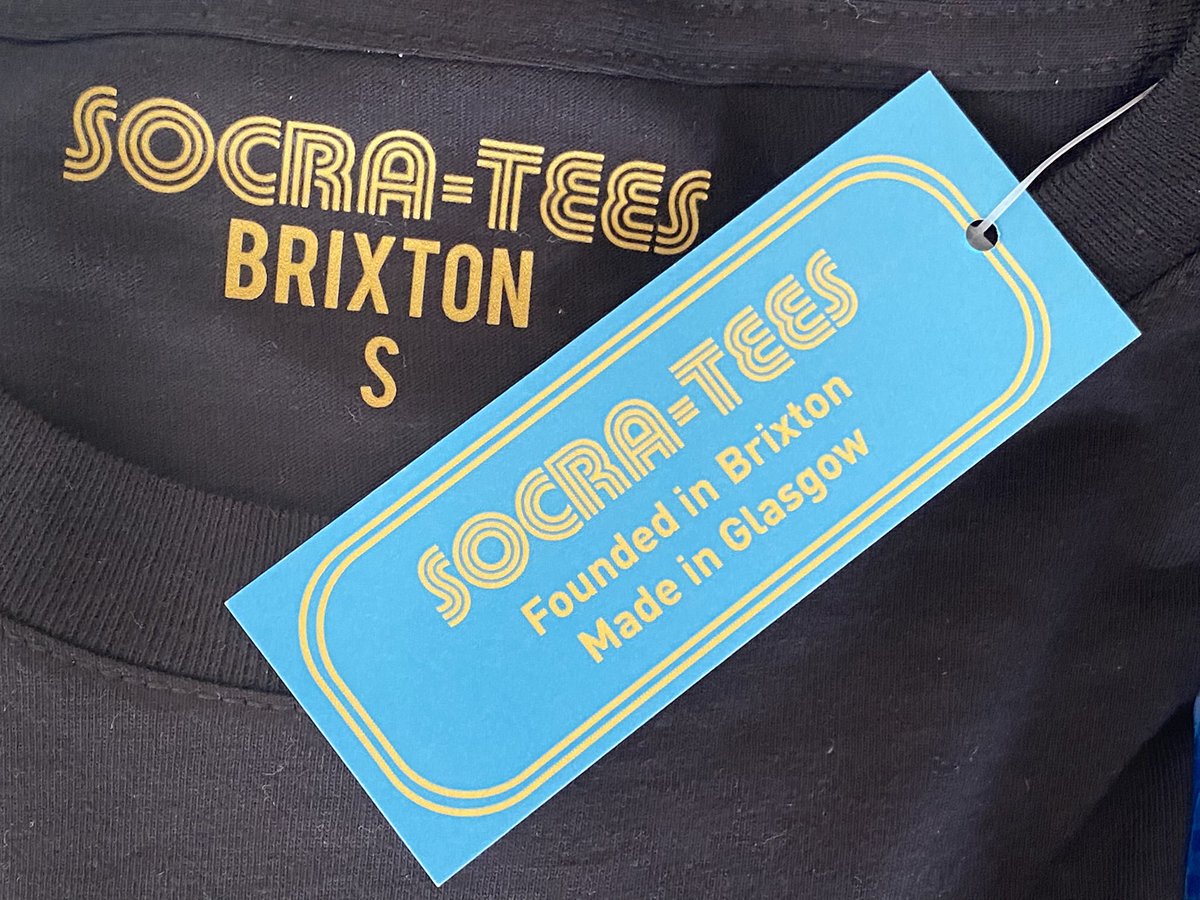 SOCRA-TEES
BRIXTON
S
SOCRA-TEES
Founded in Brixton
Made in Glasgow